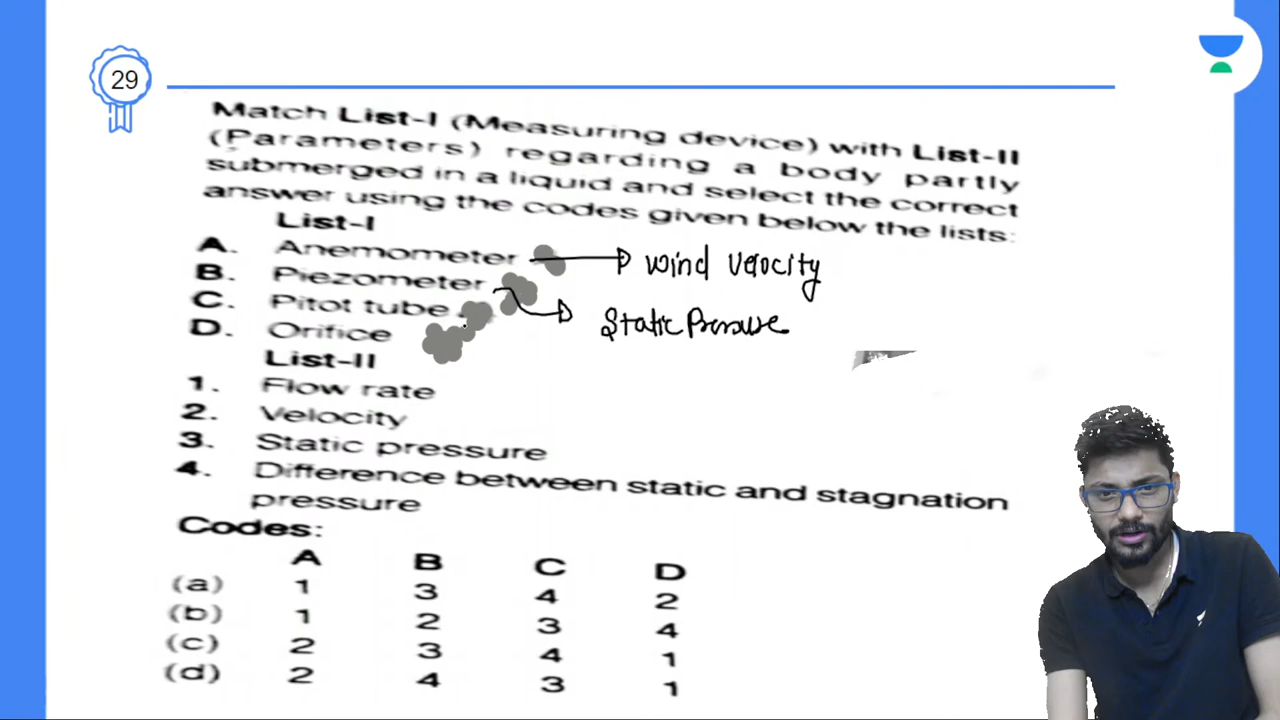 29
Match List-I (Measuring device) with List-II
(Parameters) regarding a body partly
submerged in a liquid and select the correct
answer using the codes given below the lists:
List-I
A. Anemometer → Wind Velocity
B. Piezometer → Static Pressure
C. Pitot tube
D. Orifice
List-II
1. Flow rate
2. Velocity
3. Static pressure
4. Difference between static and stagnation
pressure
Codes:
A B C D
(a) 1 3 4 2
(b) 1 2 3 4
(c) 2 3 4 1
(d) 2 4 3 1